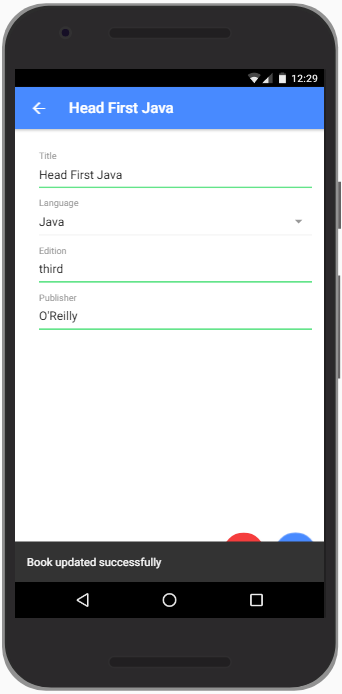 12:29
Head First Java
Title
Head First Java
Language
Java
Edition
third
Publisher
O'Reilly
Book updated successfully